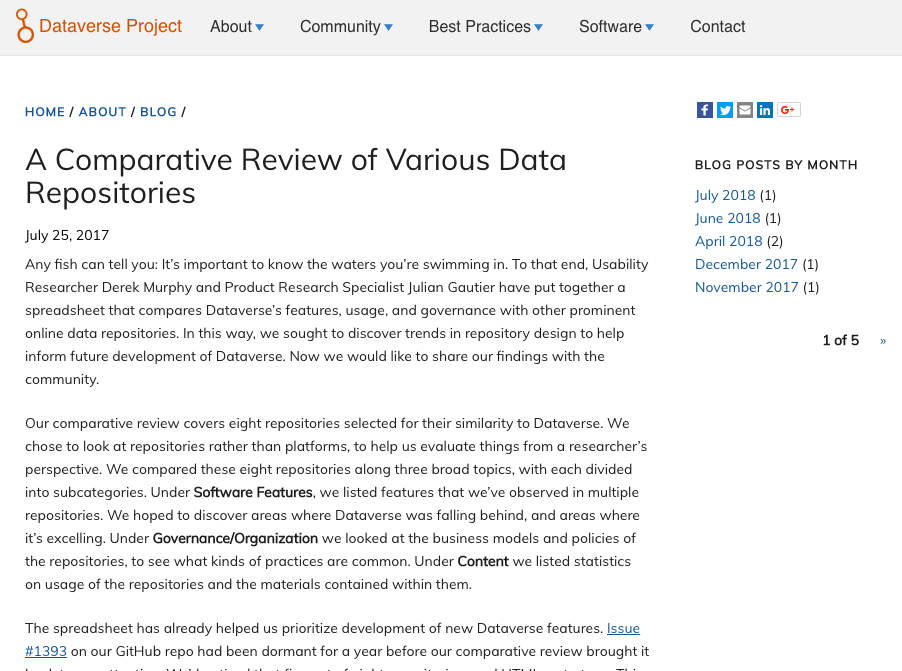 Dataverse Project About Community Best Practices Software Contact
HOME / ABOUT / BLOG /
A Comparative Review of Various Data
Repositories
July 25, 2017
Any fish can tell you: It’s important to know the waters you’re swimming in. To that end, Usability
Researcher Derek Murphy and Product Research Specialist Julian Gautier have put together a
spreadsheet that compares Dataverse’s features, usage, and governance with other prominent
online data repositories. In this way, we sought to discover trends in repository design to help
inform future development of Dataverse. Now we would like to share our findings with the
community.
Our comparative review covers eight repositories selected for their similarity to Dataverse. We
chose to look at repositories rather than platforms, to help us evaluate things from a researcher’s
perspective. We compared these eight repositories along three broad topics, with each divided
into subcategories. Under Software Features, we listed features that we’ve observed in multiple
repositories. We hoped to discover areas where Dataverse was falling behind, and areas where
it’s excelling. Under Governance/Organization we looked at the business models and policies of
the repositories, to see what kinds of practices are common. Under Content we listed statistics
on usage of the repositories and the materials contained within them.
The spreadsheet has already helped us prioritize development of new Dataverse features. Issue
#1393 on our GitHub repo had been dormant for a year before our comparative review brought it
f in G+
BLOG POSTS BY MONTH
July 2018 (1)
June 2018 (1)
April 2018 (2)
December 2017 (1)
November 2017 (1)
1 of 5 »